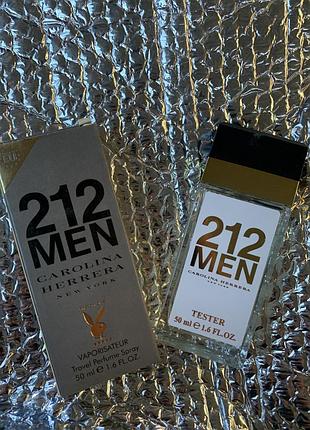 212
MEN
CAROLINA
HERRERA
NEW YORK
VAPORISATEUR
Travel Perfume Spray
50 ml e 1.6 FL.OZ.
212
MEN
CAROLINA HERRERA
TESTER
50 ml e 1.6 FL.OZ.